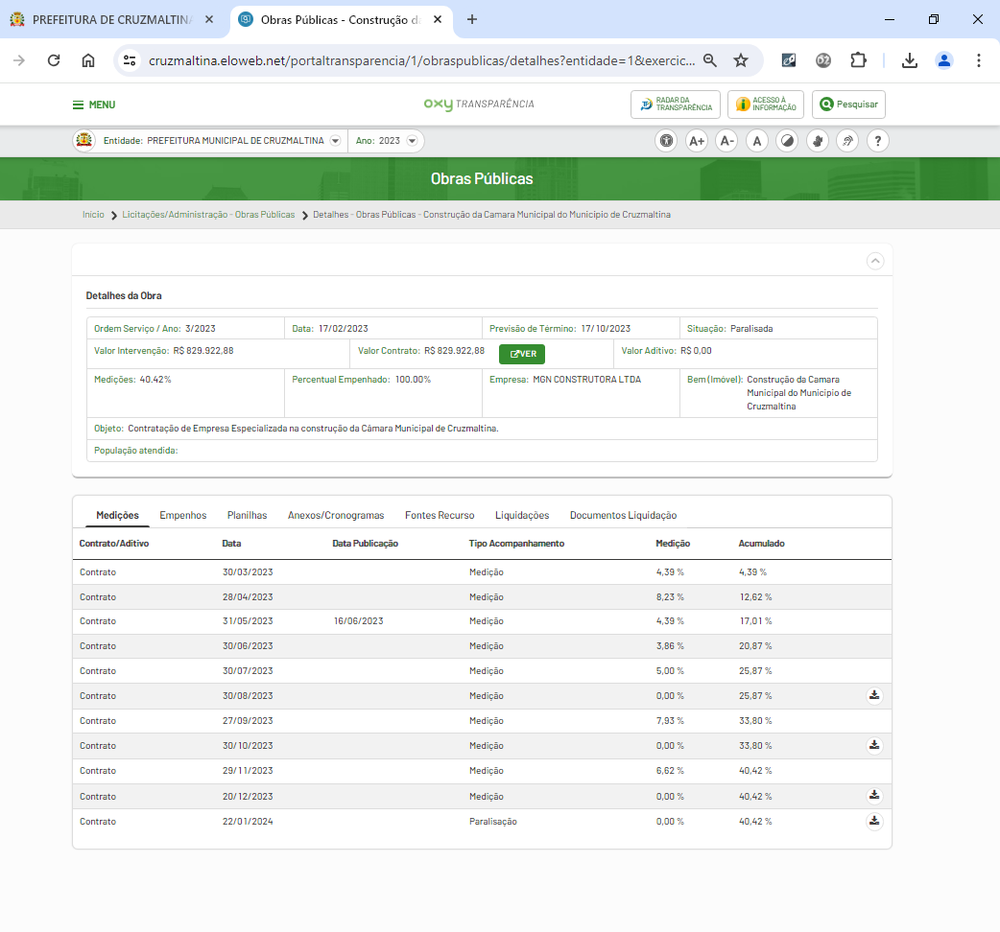 PREFEITURA DE CRUZMALTINA
Obras Públicas - Construção da
cruzmaltina.eloweb.net/portaltransparencia/1/obraspublicas/detalhes?entidade=1&exercic...
MENU
OXY TRANSPARÊNCIA
RADAR DA TRANSPARÊNCIA
ACESSO À INFORMAÇÃO
Pesquisar
Entidade: PREFEITURA MUNICIPAL DE CRUZMALTINA Ano: 2023 A+ A- A ?
Obras Públicas
Início Licitações/Administração - Obras Públicas Detalhes - Obras Públicas - Construção da Camara Municipal do Municipio de Cruzmaltina
Detalhes da Obra
Ordem Serviço / Ano: 3/2023 Data: 17/02/2023 Previsão de Término: 17/10/2023 Situação: Paralisada
Valor Intervenção: R$ 829.922,88 Valor Contrato: R$ 829.922,88 VER Valor Aditivo: R$ 0,00
Medições: 40.42% Percentual Empenhado: 100.00% Empresa: MGN CONSTRUTORA LTDA Bem (Imóvel): Construção da Camara
Municipal do Municipio de
Cruzmaltina
Objeto: Contratação de Empresa Especializada na construção da Câmara Municipal de Cruzmaltina.
População atendida:
Medições Empenhos Planilhas Anexos/Cronogramas Fontes Recurso Liquidações Documentos Liquidação
Contrato/Aditivo Data Data Publicação Tipo Acompanhamento Medição Acumulado
Contrato 30/03/2023 Medição 4,39 % 4,39 %
Contrato 28/04/2023 Medição 8,23 % 12,62 %
Contrato 31/05/2023 16/06/2023 Medição 4,39 % 17,01 %
Contrato 30/06/2023 Medição 3,86 % 20,87 %
Contrato 30/07/2023 Medição 5,00 % 25,87 %
Contrato 30/08/2023 Medição 0,00 % 25,87 %
Contrato 27/09/2023 Medição 7,93 % 33,80 %
Contrato 30/10/2023 Medição 0,00 % 33,80 %
Contrato 29/11/2023 Medição 6,62 % 40,42 %
Contrato 20/12/2023 Medição 0,00 % 40,42 %
Contrato 22/01/2024 Paralisação 0,00 % 40,42 %